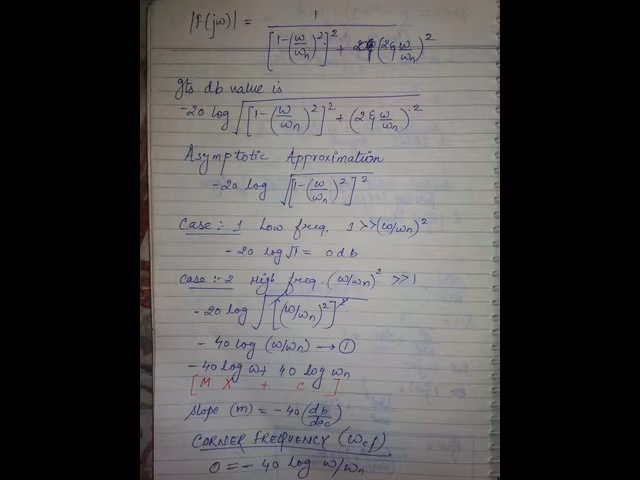 |P(jω)| = 1 / [1-(ω/ωn)²]² + (2ξ ω/ωn)²
Its db value is
-20 log √[1-(ω/ωn)²]² + (2ξ ω/ωn)²
Asymptotic Approximation
-20 log √[1-(ω/ωn)²]²
Case:- 1 Low freq. 1 >> (ω/ωn)²
-20 log √1 = 0 db
Case:- 2 High freq. (ω/ωn)² >> 1
-20 log √[(ω/ωn)²]²
- 40 log (ω/ωn) → ①
-40 log ω + 40 log ωn
[M X + C ]
Slope (m) = -40 (db/dec)
CORNER FREQUENCY (ωcf)
0 = - 40 log ω/ωn